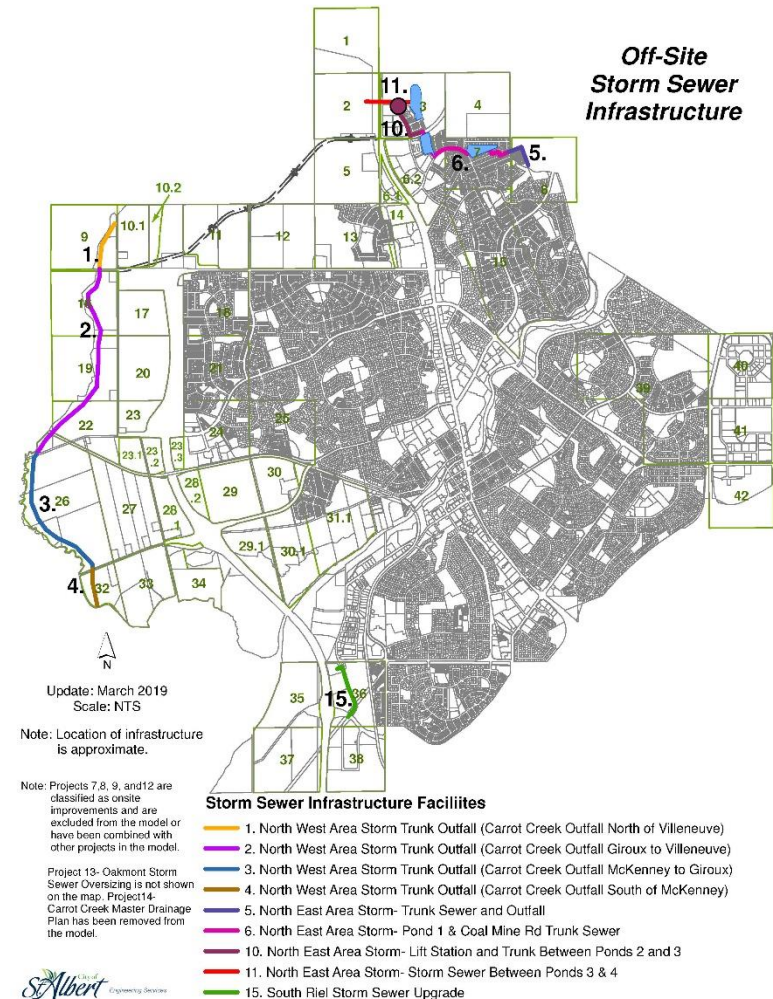 Off-Site
Storm Sewer
Infrastructure
1
2
11.
3
4
10.
5
6.
7
5.
8
6.2
6.1
10.2
14
9
10.1
11
12
13
15
1.
2.
17
18
19
20
21
22
23
24
25
23.1
23
.2
23
.3
39
40
41
42
3.
26
27
28
.1
28
.2
29
30
31.1
29.1
30.1
4.
32
33
34
N
Update: March 2019
Scale: NTS
Note: Location of infrastructure
is approximate.
35
15.
36
37
38
Note: Projects 7,8, 9, and12 are
classified as onsite
improvements and are
excluded from the model or
have been combined with
other projects in the model.
Project 13- Oakmont Storm
Sewer Oversizing is not shown
on the map. Project14-
Carrot Creek Master Drainage
Plan has been removed from
the model.
Storm Sewer Infrastructure Faciliites
1. North West Area Storm Trunk Outfall (Carrot Creek Outfall North of Villeneuve)
2. North West Area Storm Trunk Outfall (Carrot Creek Outfall Giroux to Villeneuve)
3. North West Area Storm Trunk Outfall (Carrot Creek Outfall McKenney to Giroux)
4. North West Area Storm Trunk Outfall (Carrot Creek Outfall South of McKenney)
5. North East Area Storm- Trunk Sewer and Outfall
6. North East Area Storm- Pond 1 & Coal Mine Rd Trunk Sewer
10. North East Area Storm- Lift Station and Trunk Between Ponds 2 and 3
11. North East Area Storm- Storm Sewer Between Ponds 3 & 4
15. South Riel Storm Sewer Upgrade
City of
St Albert Engineering Services